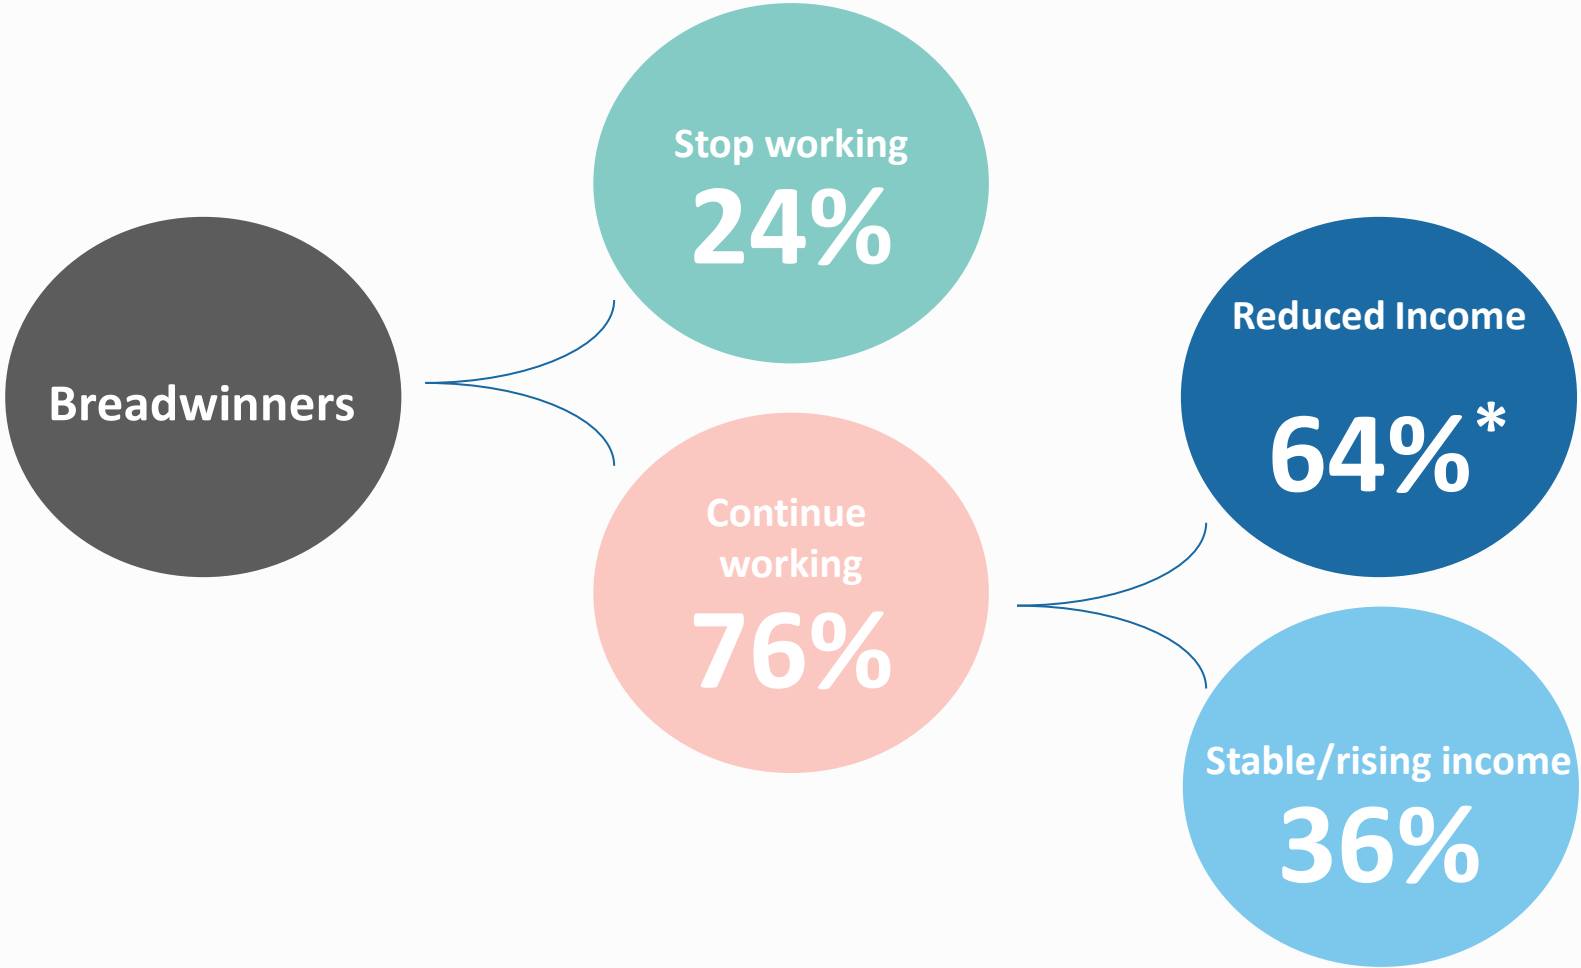 Breadwinners
Stop working
24%
Continue
working
76%
Reduced Income
64%*
Stable/rising income
36%